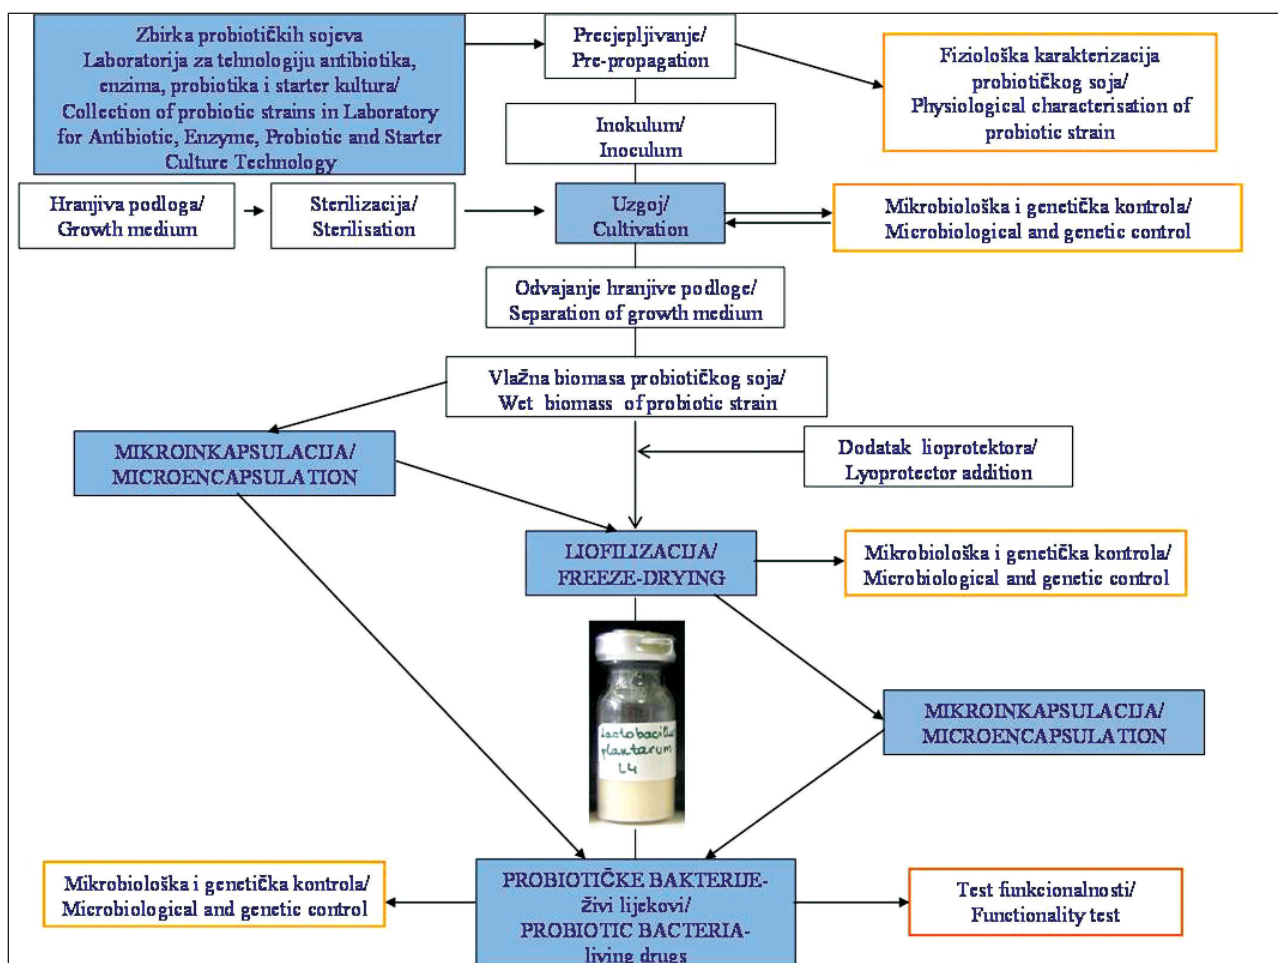 Zbirka probiotičkih sojeva
Laboratorija za tehnologiju antibiotika,
enzima, probiotika i starter kultura/
Collection of probiotic strains in Laboratory
for Antibiotic, Enzyme, Probiotic and Starter
Culture Technology
Precjepljivanje/
Pre-propagation
Fiziološka karakterizacija
probiotičkog soja/
Physiological characterisation of
probiotic strain
Inokulum/
Inoculum
Hranjiva podloga/
Growth medium
Sterilizacija/
Sterilisation
Uzgoj/
Cultivation
Mikrobiološka i genetička kontrola/
Microbiological and genetic control
Odvajanje hranjive podloge/
Separation of growth medium
Vlažna biomasa probiotičkog soja/
Wet biomass of probiotic strain
MIKROINKAPSULACIJA/
MICROENCAPSULATION
Dodatak lioprotektora/
Lyoprotector addition
LIOFILIZACIJA/
FREEZE-DRYING
Mikrobiološka i genetička kontrola/
Microbiological and genetic control
Lactobacillus
plantarum
L4
MIKROINKAPSULACIJA/
MICROENCAPSULATION
Mikrobiološka i genetička kontrola/
Microbiological and genetic control
PROBIOTIČKE BAKTERIJE-
živi lijekovi/
PROBIOTIC BACTERIA-
living drugs
Test funkcionalnosti/
Functionality test